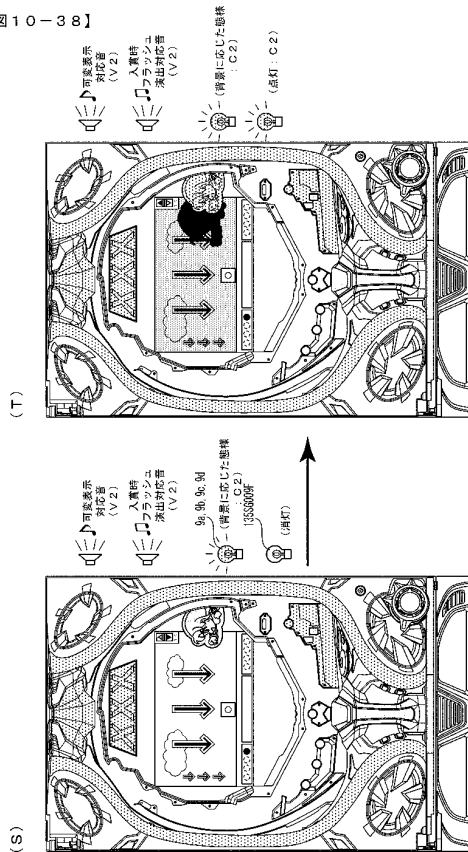 図１０－３８】
(S)
♪可変表示
対応音
(Ｖ２)
入賞時
♫フラッシュ
演出対応音
(Ｖ２)
9a, 9b, 9c, 9d
(背景に応じた態様
：Ｃ２)
135SG009F
(消灯)
(T)
♪可変表示
対応音
(Ｖ２)
入賞時
♫フラッシュ
演出対応音
(Ｖ２)
(背景に応じた態様
：Ｃ２)
(点灯：Ｃ２)